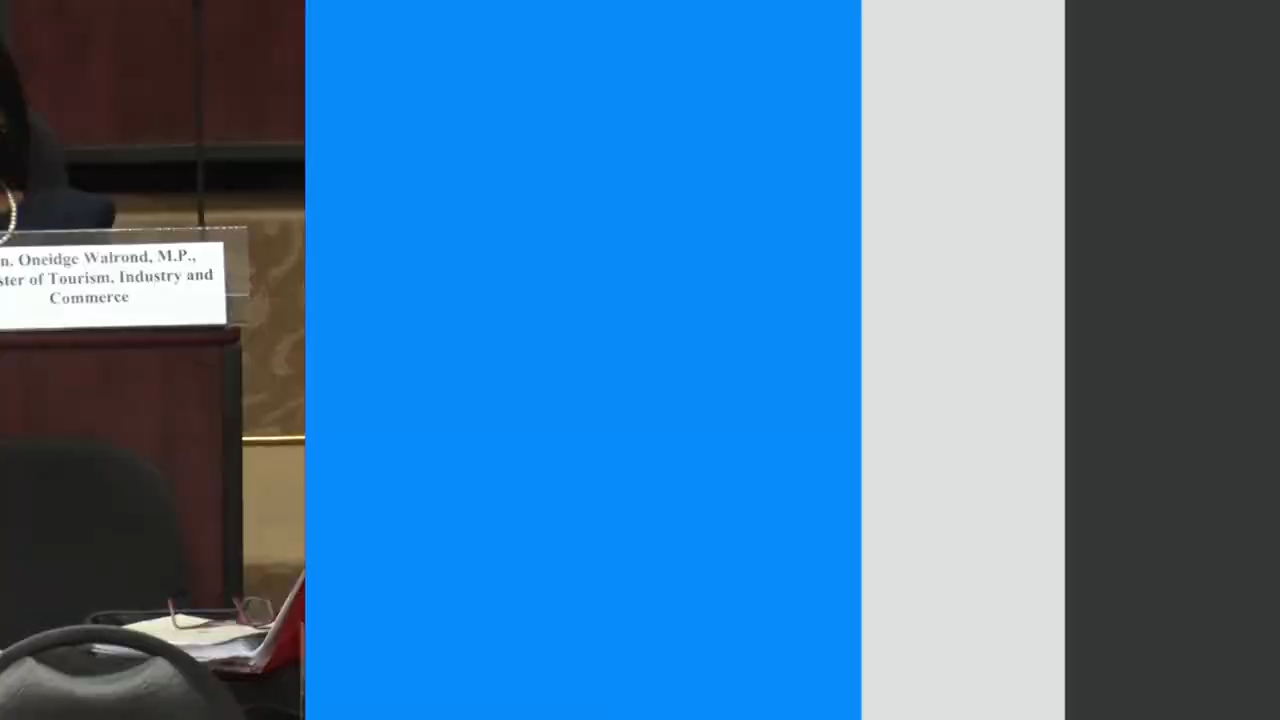 n. Oneidge Walrond, M.P.,
ster of Tourism, Industry and
Commerce